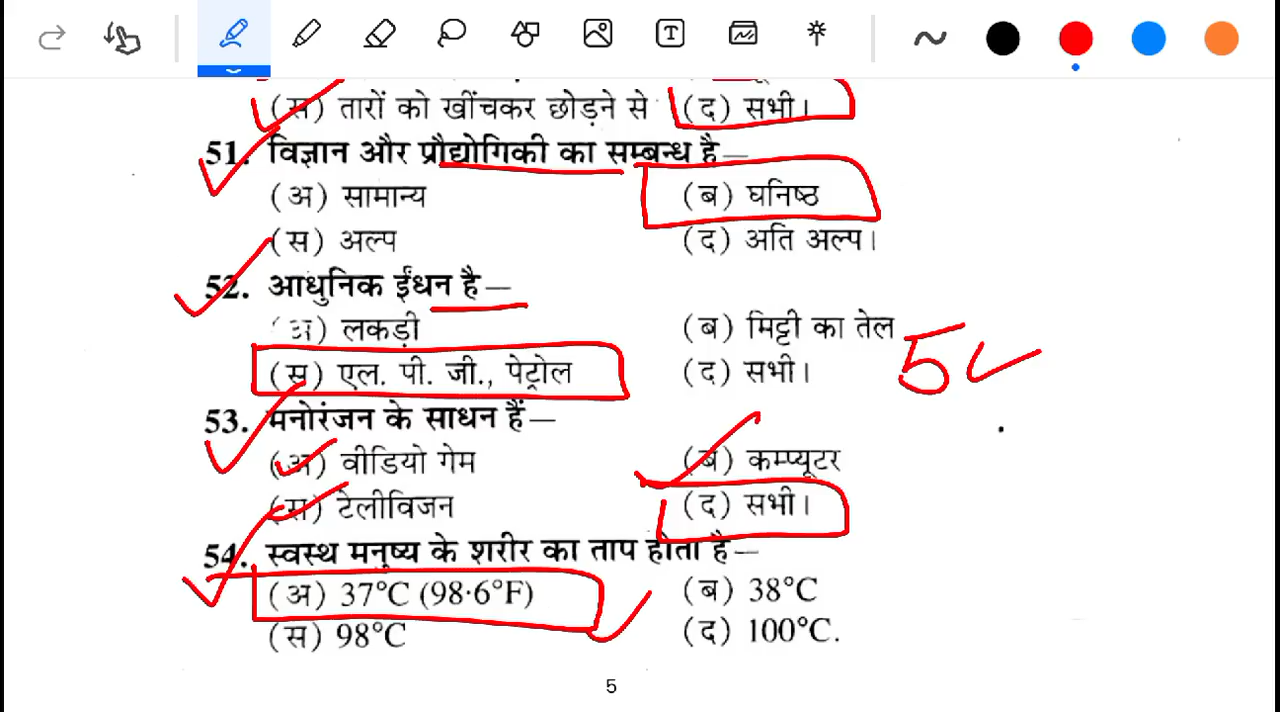 (स) तारों को खींचकर छोड़ने से (द) सभी।
51. विज्ञान और प्रौद्योगिकी का सम्बन्ध है—
(अ) सामान्य (ब) घनिष्ठ
(स) अल्प (द) अति अल्प।
52. आधुनिक ईंधन है—
(अ) लकड़ी (ब) मिट्टी का तेल
(स) एल. पी. जी., पेट्रोल (द) सभी।
53. मनोरंजन के साधन हैं—
(अ) वीडियो गेम (ब) कम्प्यूटर
(स) टेलीविजन (द) सभी।
54. स्वस्थ मनुष्य के शरीर का ताप होता है—
(अ) 37°C (98·6°F) (ब) 38°C
(स) 98°C (द) 100°C.
5